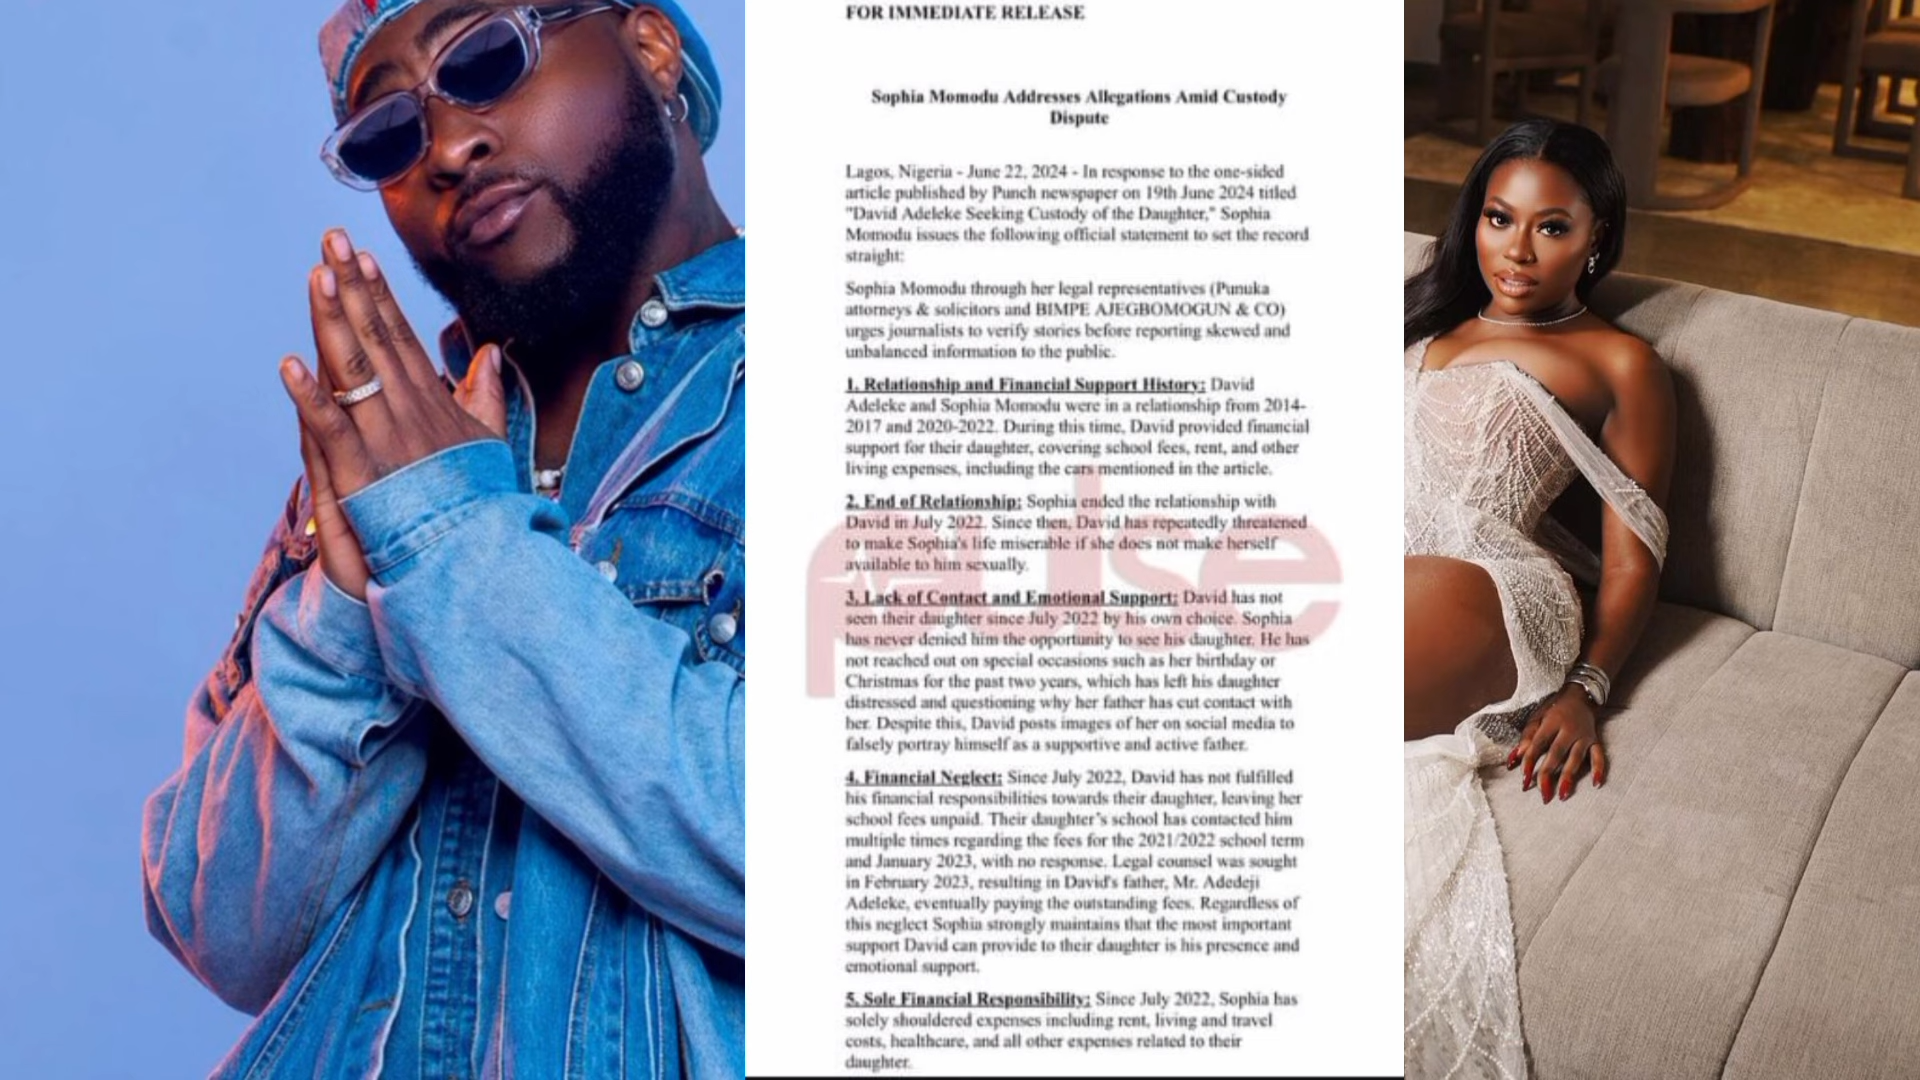 FOR IMMEDIATE RELEASE
Sophia Momodu Addresses Allegations Amid Custody
Dispute
Lagos, Nigeria - June 22, 2024 - In response to the one-sided
article published by Punch newspaper on 19th June 2024 titled
"David Adeleke Seeking Custody of the Daughter," Sophia
Momodu issues the following official statement to set the record
straight:
Sophia Momodu through her legal representatives (Punuka
attorneys & solicitors and BIMPE AJEGBOMOGUN & CO)
urges journalists to verify stories before reporting skewed and
unbalanced information to the public.
1. Relationship and Financial Support History: David
Adeleke and Sophia Momodu were in a relationship from 2014-
2017 and 2020-2022. During this time, David provided financial
support for their daughter, covering school fees, rent, and other
living expenses, including the cars mentioned in the article.
2. End of Relationship: Sophia ended the relationship with
David in July 2022. Since then, David has repeatedly threatened
to make Sophia's life miserable if she does not make herself
available to him sexually.
3. Lack of Contact and Emotional Support: David has not
seen their daughter since July 2022 by his own choice. Sophia
has never denied him the opportunity to see his daughter. He has
not reached out on special occasions such as her birthday or
Christmas for the past two years, which has left his daughter
distressed and questioning why her father has cut contact with
her. Despite this, David posts images of her on social media to
falsely portray himself as a supportive and active father.
4. Financial Neglect: Since July 2022, David has not fulfilled
his financial responsibilities towards their daughter, leaving her
school fees unpaid. Their daughter's school has contacted him
multiple times regarding the fees for the 2021/2022 school term
and January 2023, with no response. Legal counsel was sought
in February 2023, resulting in David's father, Mr. Adedeji
Adeleke, eventually paying the outstanding fees. Regardless of
this neglect Sophia strongly maintains that the most important
support David can provide to their daughter is his presence and
emotional support.
5. Sole Financial Responsibility: Since July 2022, Sophia has
solely shouldered expenses including rent, living and travel
costs, healthcare, and all other expenses related to their
daughter.
pulse